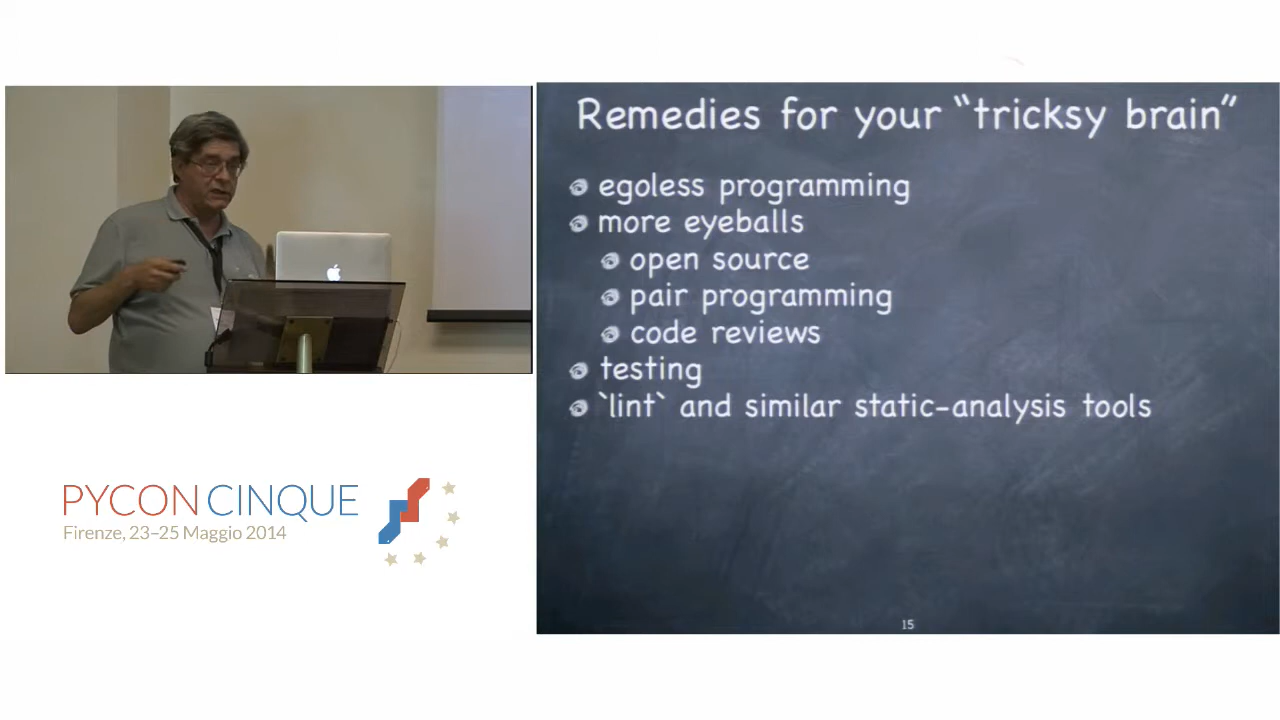 Remedies for your “tricksy brain”
egoless programming
more eyeballs
open source
pair programming
code reviews
testing
`lint` and similar static-analysis tools
15
PYCON CINQUE
Firenze, 23–25 Maggio 2014